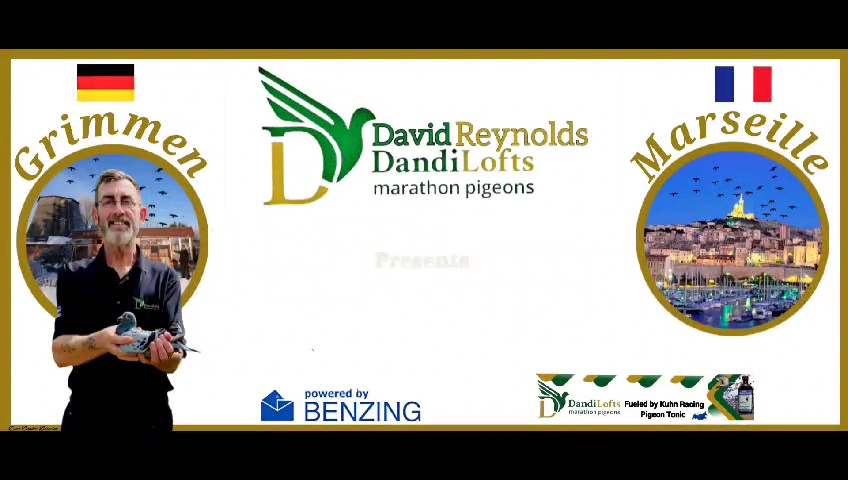 Grimmen
David Reynolds
DandiLofts
marathon pigeons
Marseille
Presents
powered by
BENZING
DandiLofts
marathon pigeons
Fueled by Kuhn Racing
Pigeon Tonic